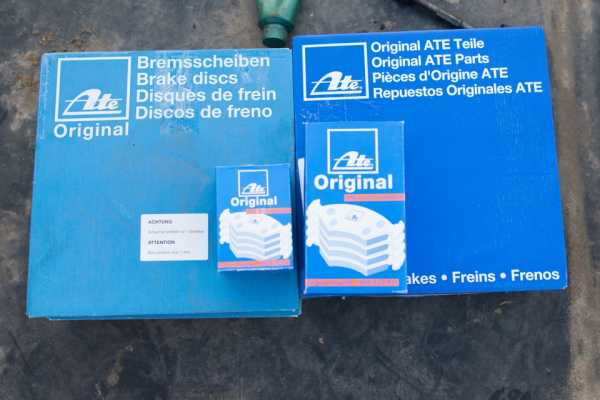 Ate
Original
Bremsscheiben
Brake discs
Disques de frein
Discos de freno
ACHTUNG
ATTENTION
Ate
Original
Ate
Original
Ate
Original ATE Teile
Original ATE Parts
Pièces d'Origine ATE
Repuestos Originales ATE
akes • Freins • Frenos